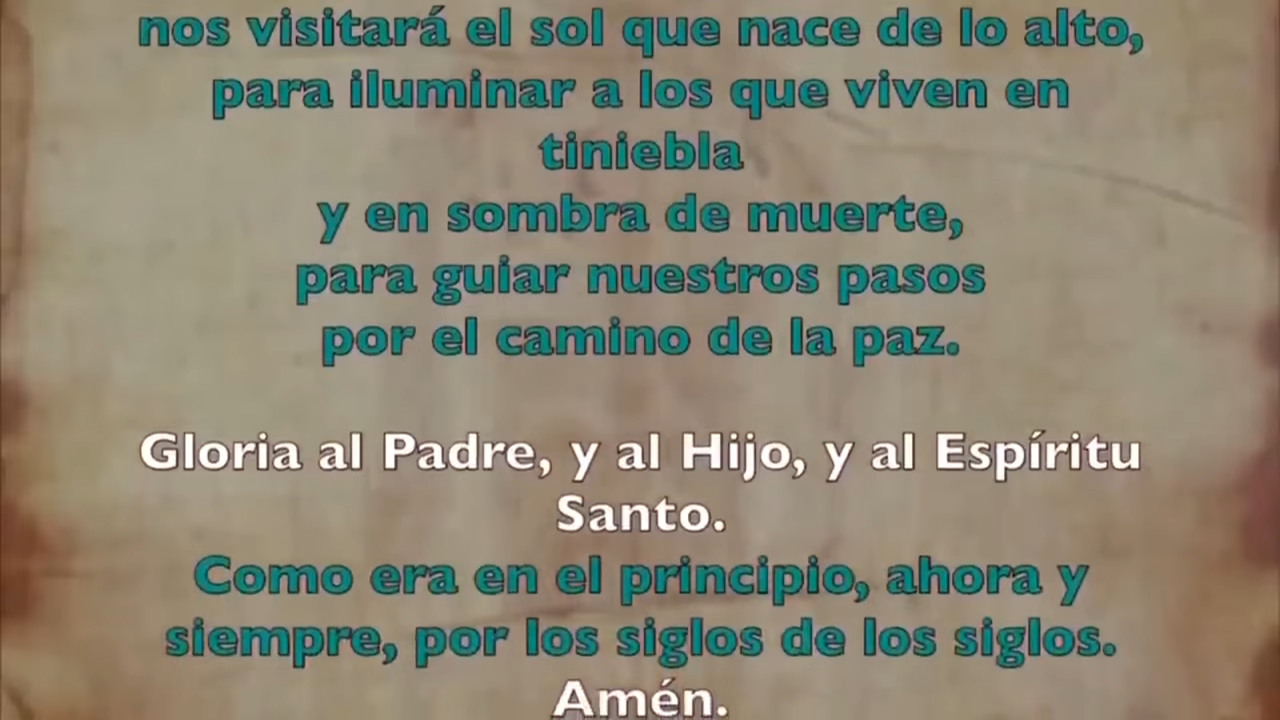 nos visitará el sol que nace de lo alto,
para iluminar a los que viven en
tiniebla
y en sombra de muerte,
para guiar nuestros pasos
por el camino de la paz.
Gloria al Padre, y al Hijo, y al Espíritu
Santo.
Como era en el principio, ahora y
siempre, por los siglos de los siglos.
Amén.